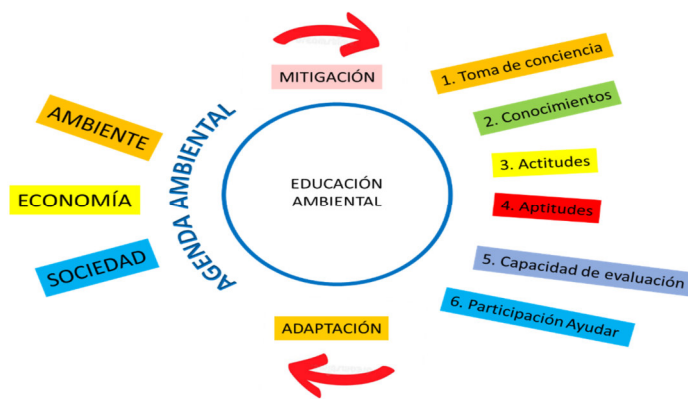 MITIGACIÓN
AMBIENTE
ECONOMÍA
SOCIEDAD
AGENDA AMBIENTAL
EDUCACIÓN
AMBIENTAL
1. Toma de conciencia
2. Conocimientos
3. Actitudes
4. Aptitudes
5. Capacidad de evaluación
6. Participación Ayudar
ADAPTACIÓN